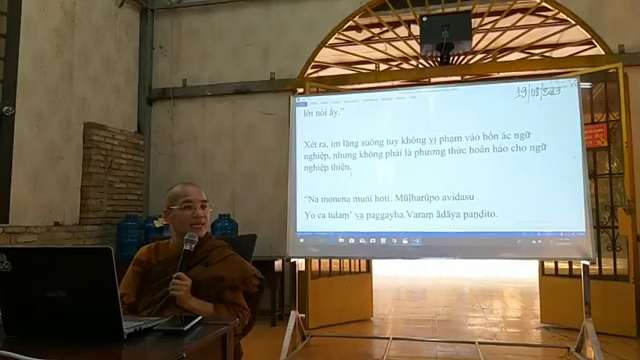 19/08/2023
lời nói ấy."
Xét ra, im lặng suông tuy không vi phạm vào bốn ác ngữ
nghiệp, nhưng không phải là phương thức hoàn hảo cho ngữ
nghiệp thiện.
"Na monena munī hoti. Mūḷharūpo avidasu
Yo ca tulaṃ' va paggayha.Varaṃ ādāya paṇḍito.